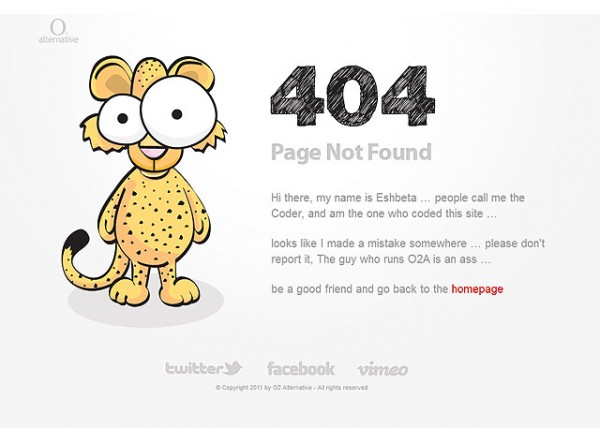 O2
alternative
404
Page Not Found
Hi there, my name is Eshbeta ... people call me the
Coder, and am the one who coded this site ...
looks like I made a mistake somewhere ... please don't
report it, The guy who runs O2A is an ass ...
be a good friend and go back to the homepage
twitter facebook vimeo
© Copyright 2011 by O2 Alternative - All rights reserved